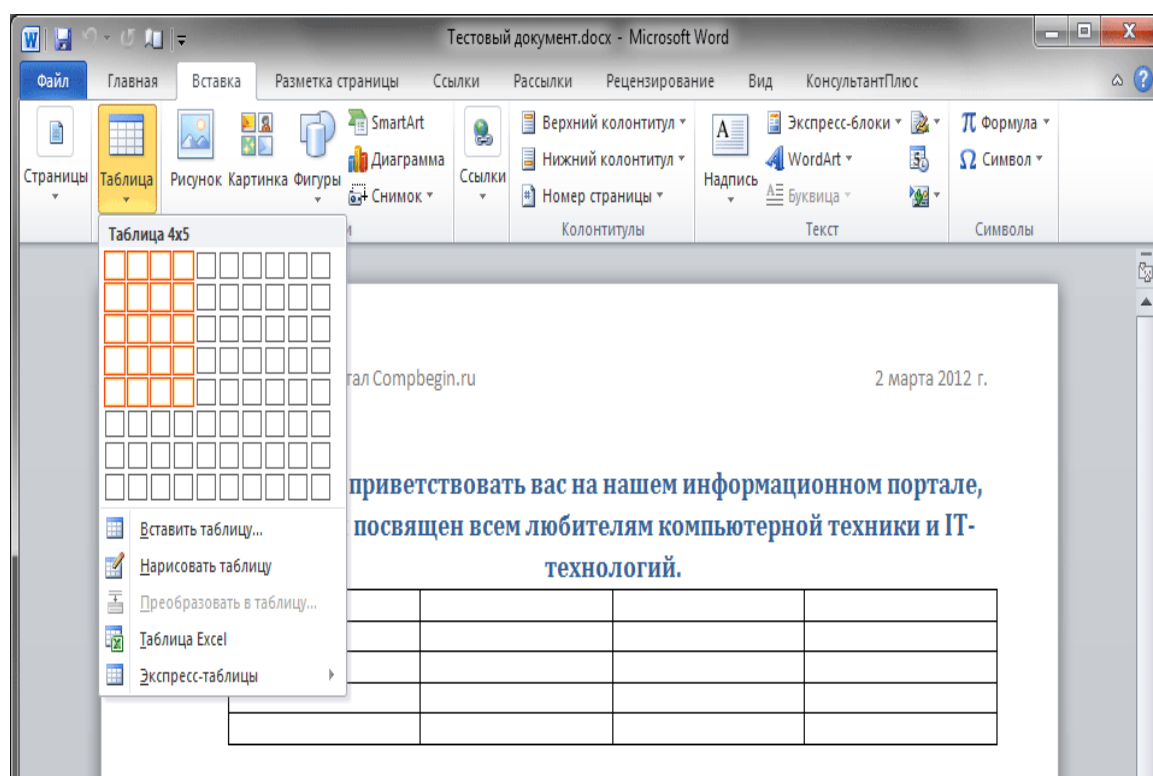 Тестовый документ.docx - Microsoft Word
Файл Главная Вставка Разметка страницы Ссылки Рассылки Рецензирование Вид КонсультантПлюс
Страницы
Таблица
Рисунок Картинка Фигуры
SmartArt
Диаграмма
Снимок
Ссылки
Верхний колонтитул
Нижний колонтитул
Номер страницы
Колонтитулы
Надпись
Экспресс-блоки
WordArt
Буквица
Текст
Формула
Символ
Символы
Таблица 4x5
Вставить таблицу...
Нарисовать таблицу
Преобразовать в таблицу...
Таблица Excel
Экспресс-таблицы
Compbegin.ru 2 марта 2012 г.
приветствовать вас на нашем информационном портале,
посвящен всем любителям компьютерной техники и IT-
технологий.